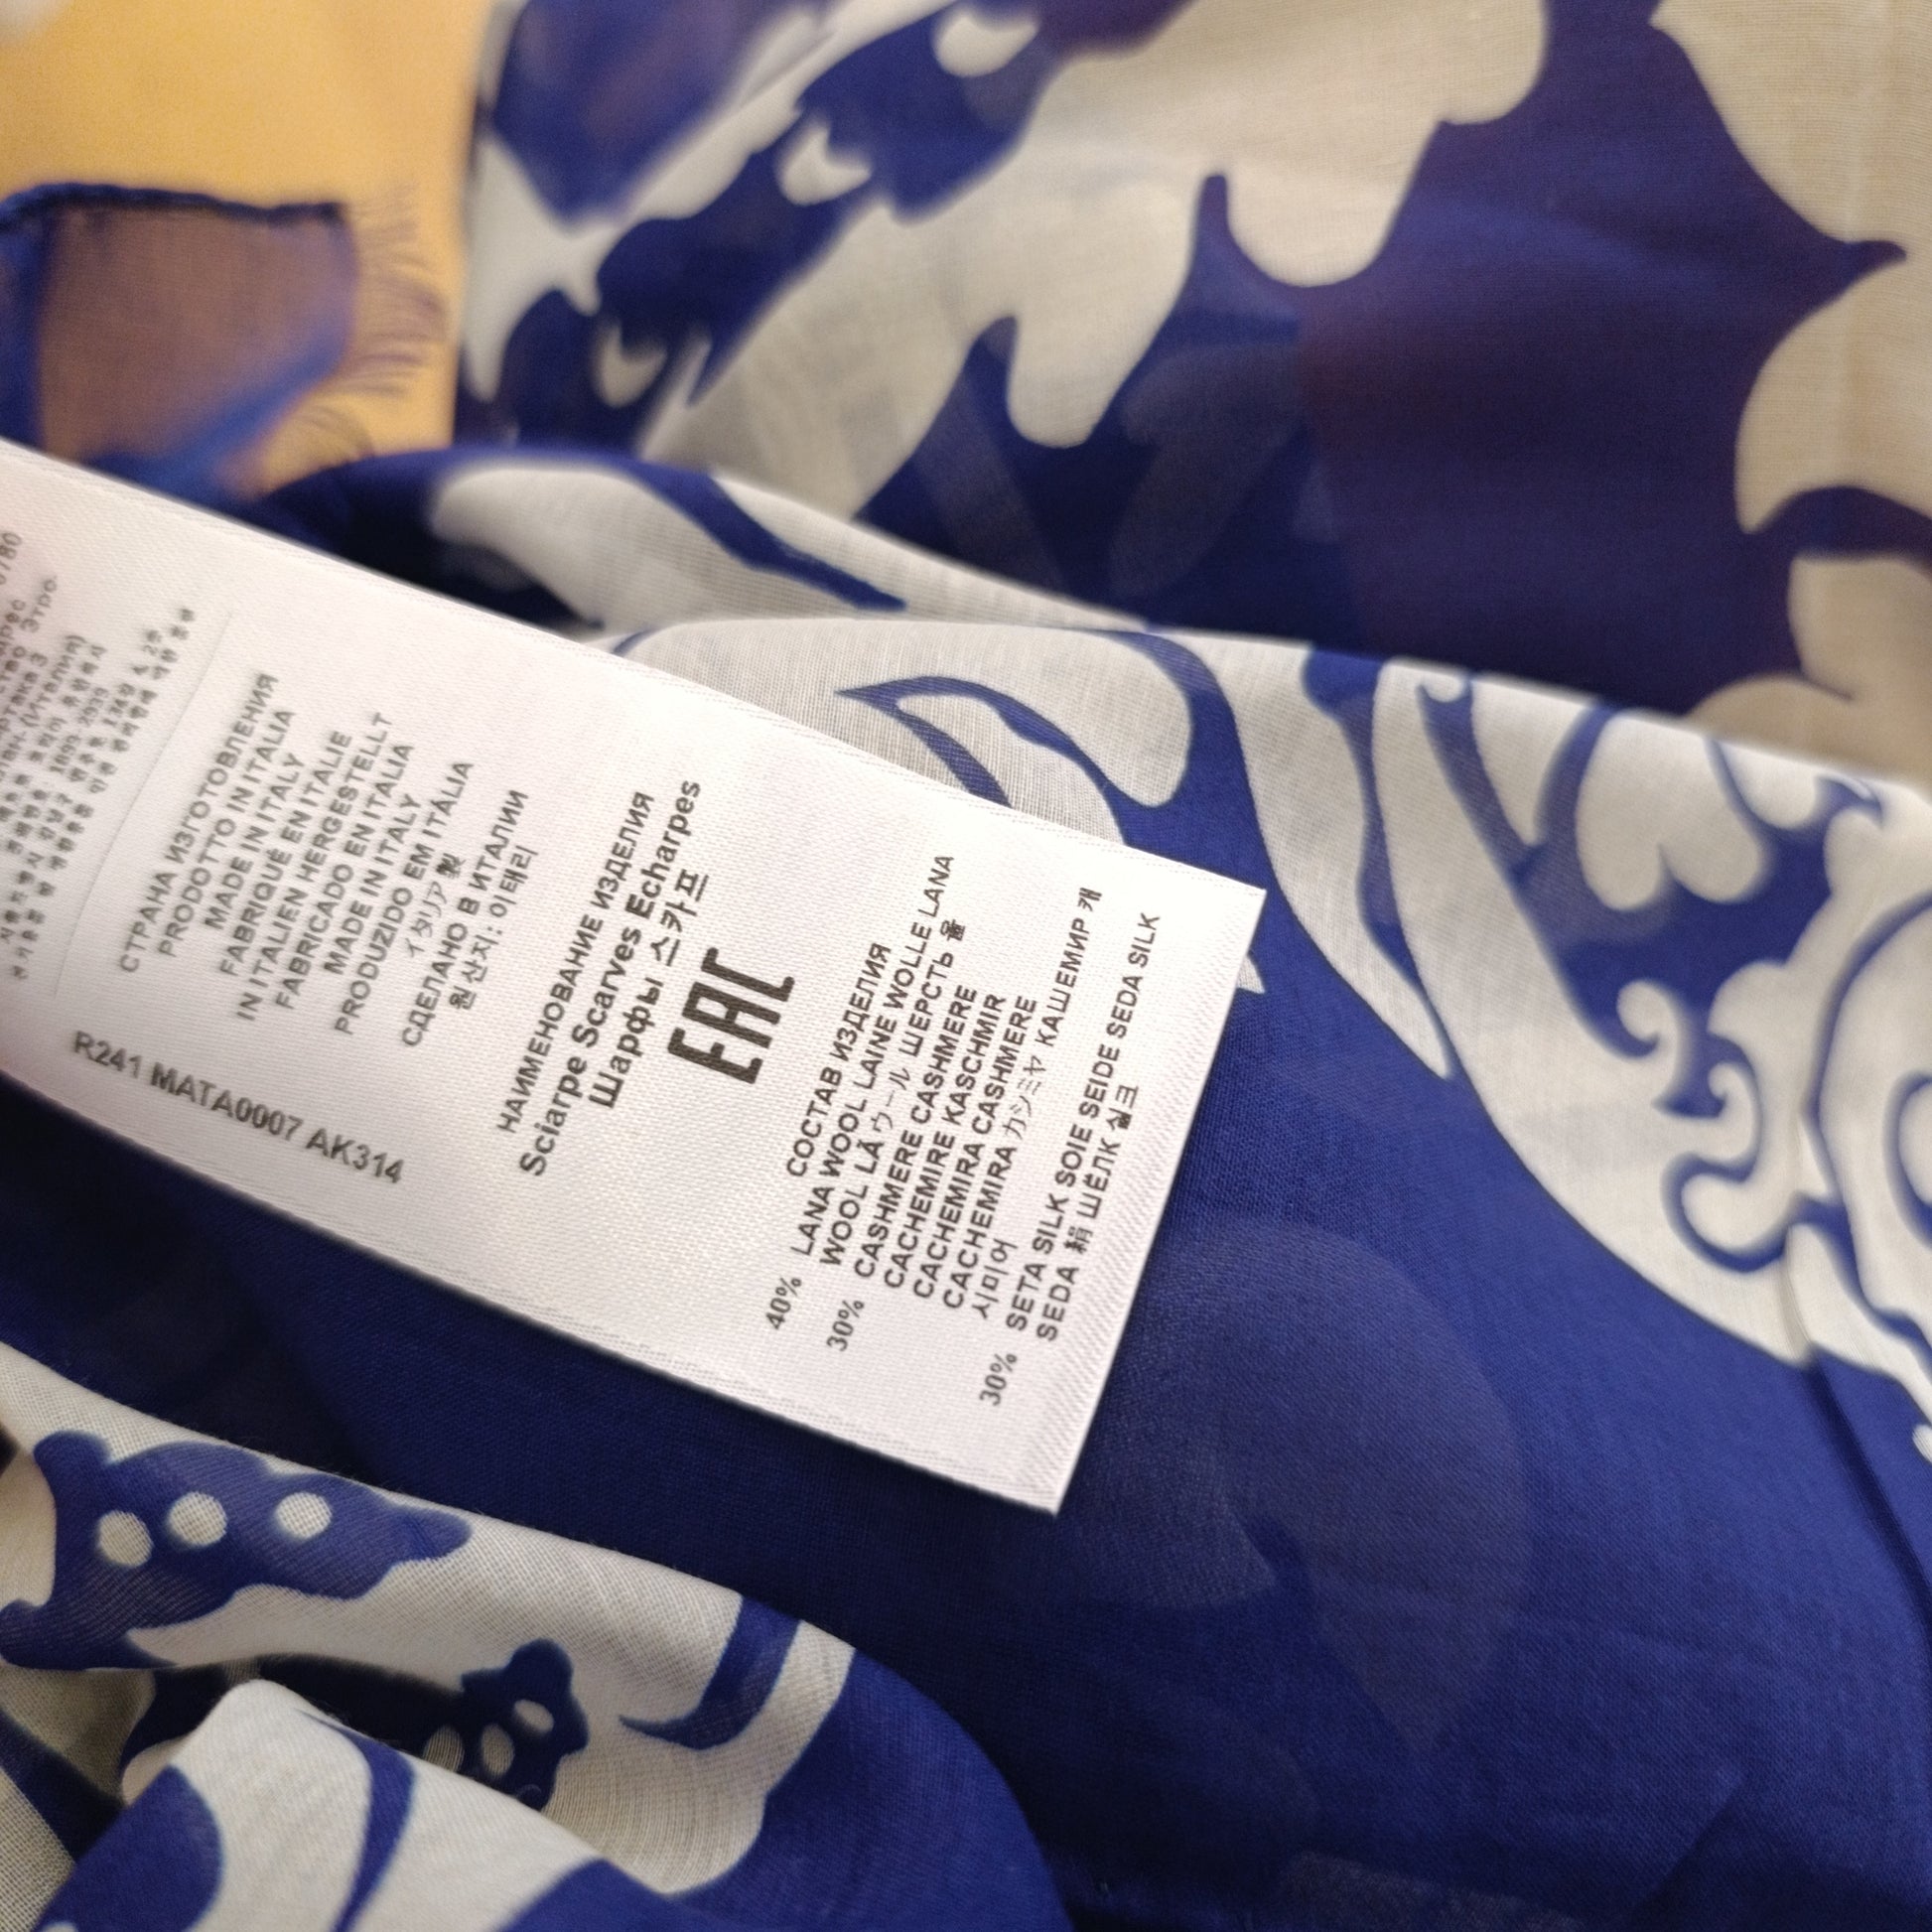 СТРАНА ИЗГОТОВЛЕНИЯ
PRODOTTO IN ITALIA
MADE IN ITALY
FABRIQUÉ EN ITALIE
IN ITALIEN HERGESTELLT
FABRICADO EN ITALIA
MADE IN ITALY
PRODUZIDO EM ITÁLIA
イタリア製
СДЕЛАНО В ИТАЛИИ
원산지: 이태리
R241 MATA0007 AK314
НАИМЕНОВАНИЕ ИЗДЕЛИЯ
Sciarpe Scarves Echarpes
Шарфы 스카프
EAC
СОСТАВ ИЗДЕЛИЯ
40% LANA WOOL LAINE WOLLE LANA
WOOL LÃ ウール ШЕРСТЬ 울
30% CASHMERE CASHMERE
CACHEMIRE KASCHMIR
CACHEMIRA CASHMERE
CACHEMIRA カシミヤ КАШЕМИР 캐
시미어
30% SETA SILK SOIE SEIDE SEDA SILK
SEDA 絹 ШЁЛК 실크